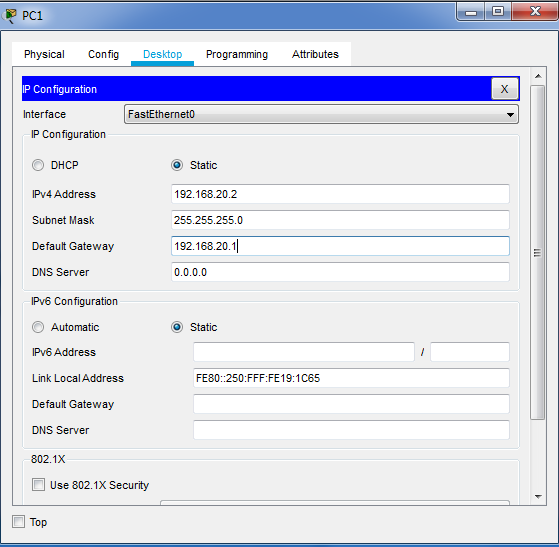 PC1
Physical Config Desktop Programming Attributes
IP Configuration X
Interface FastEthernet0
IP Configuration
DHCP Static
IPv4 Address 192.168.20.2
Subnet Mask 255.255.255.0
Default Gateway 192.168.20.1
DNS Server 0.0.0.0
IPv6 Configuration
Automatic Static
IPv6 Address /
Link Local Address FE80::250:FFF:FE19:1C65
Default Gateway
DNS Server
802.1X
Use 802.1X Security
Top